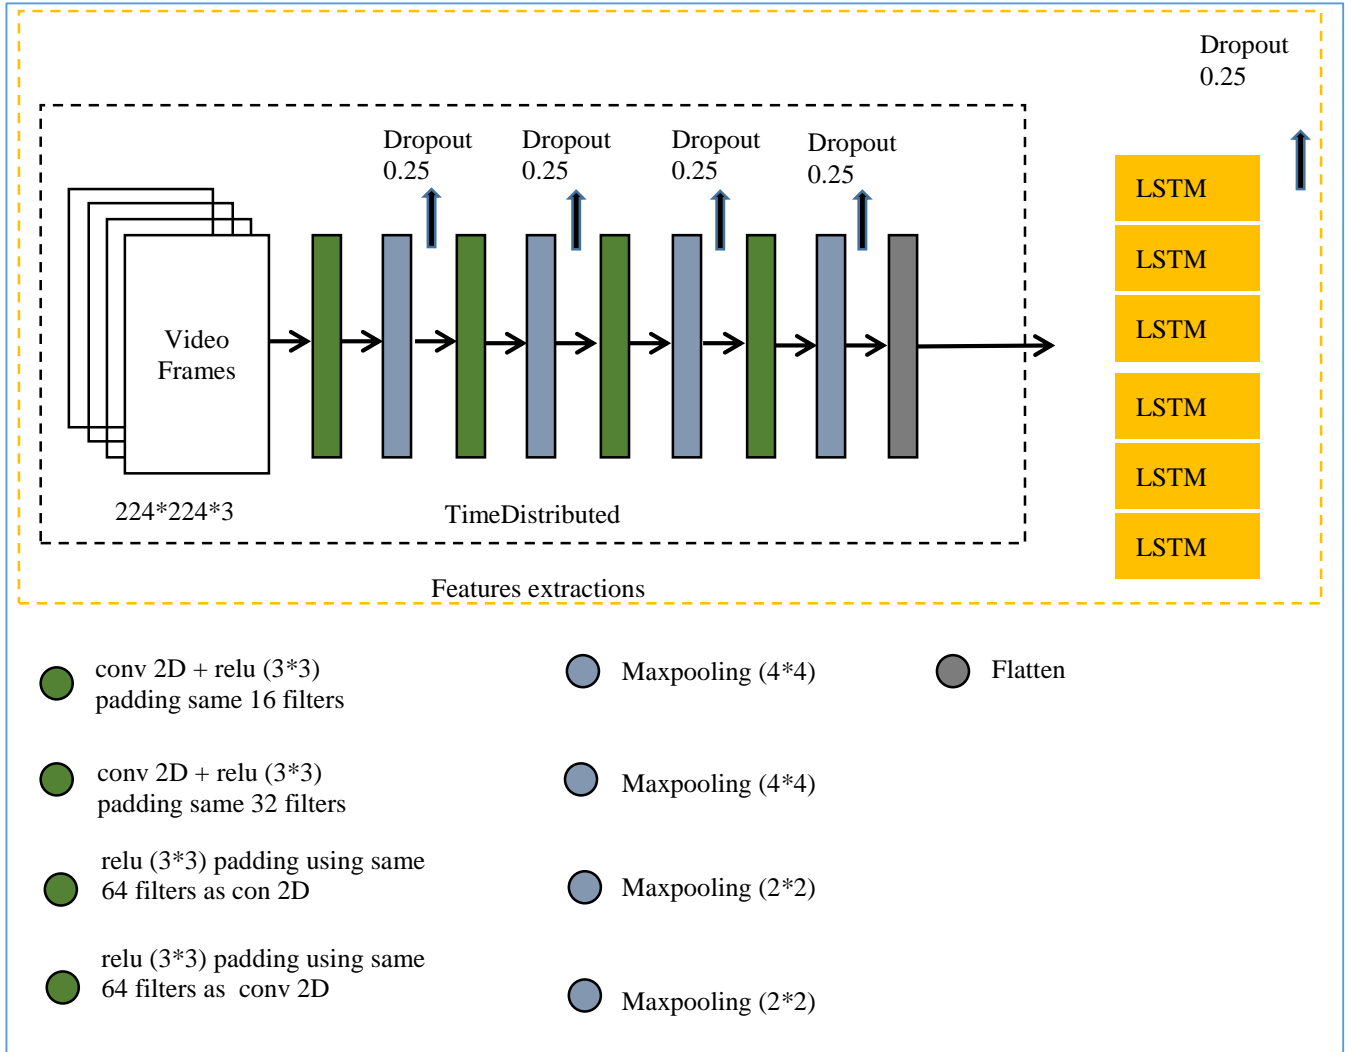 Dropout
0.25
Dropout
0.25
Dropout
0.25
Dropout
0.25
Dropout
0.25
Video
Frames
224*224*3
TimeDistributed
LSTM
LSTM
LSTM
LSTM
LSTM
LSTM
Features extractions
conv 2D + relu (3*3)
padding same 16 filters
Maxpooling (4*4)
Flatten
conv 2D + relu (3*3)
padding same 32 filters
Maxpooling (4*4)
relu (3*3) padding using same
64 filters as con 2D
Maxpooling (2*2)
relu (3*3) padding using same
64 filters as  conv 2D
Maxpooling (2*2)